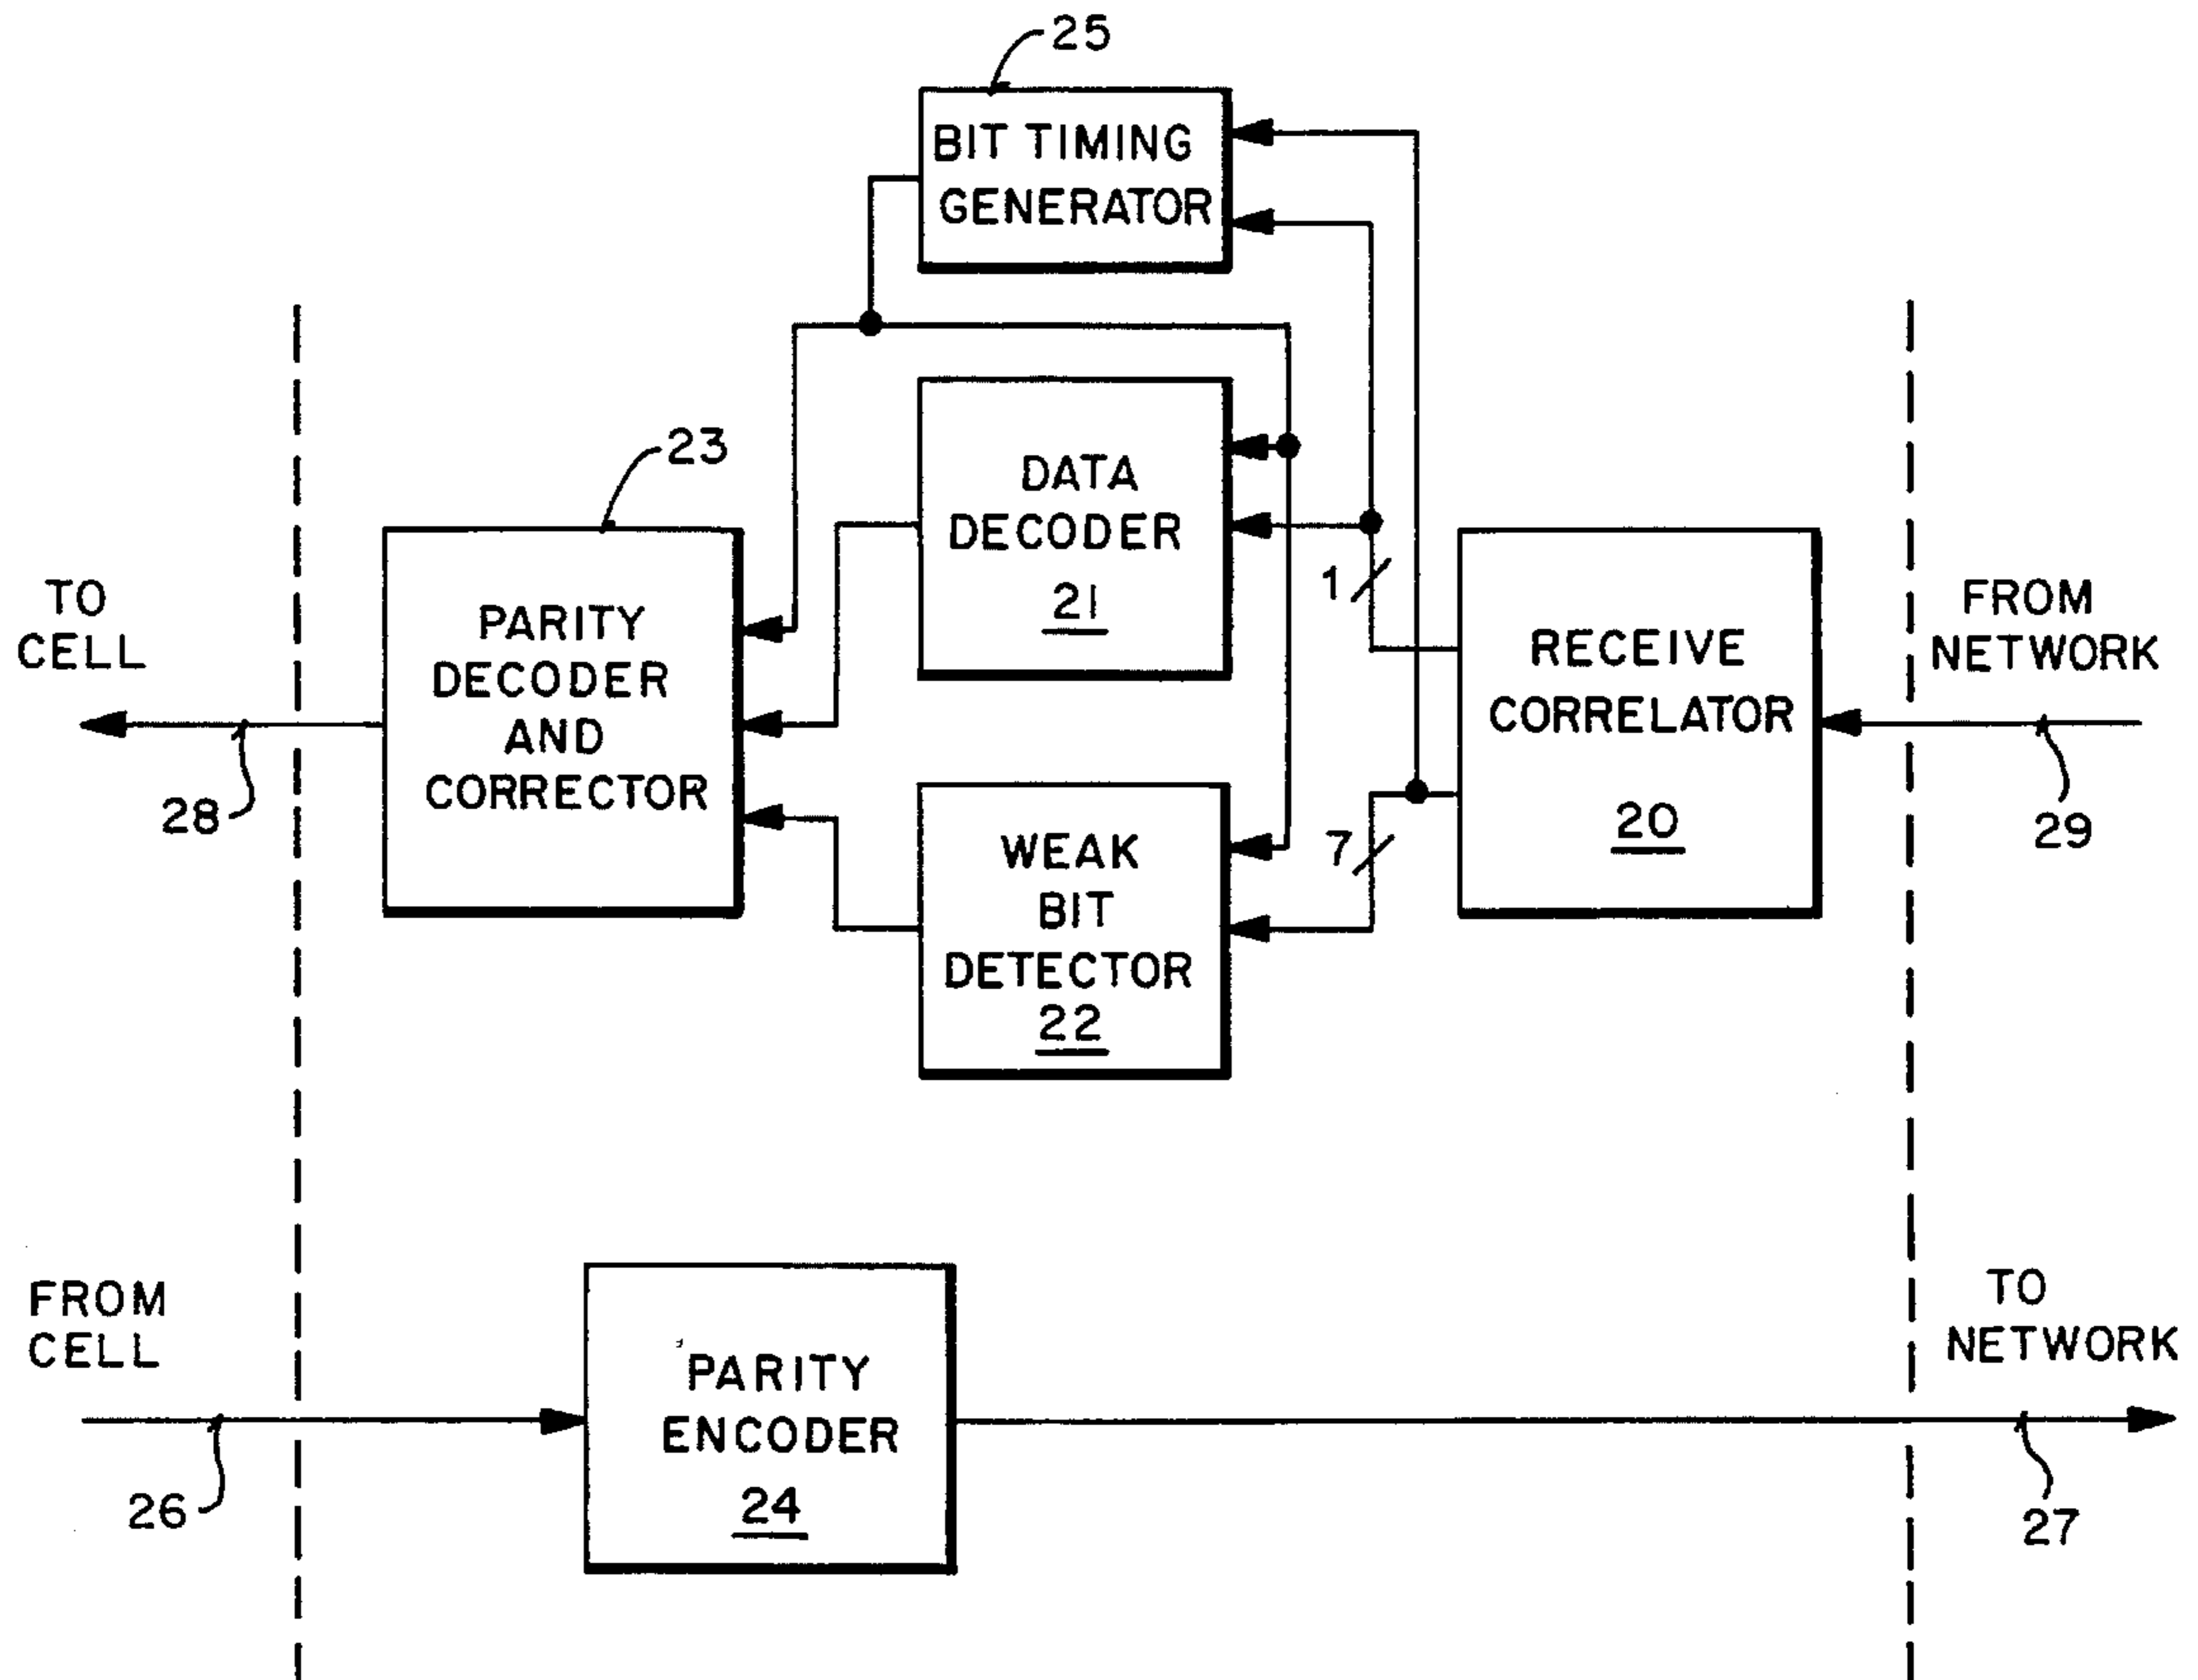 25
BIT TIMING
GENERATOR
23
DATA
DECODER
21
1
TO
CELL
PARITY
DECODER
AND
CORRECTOR
RECEIVE
CORRELATOR
20
FROM
NETWORK
28
29
7
WEAK
BIT
DETECTOR
22
FROM
CELL
PARITY
ENCODER
24
TO
NETWORK
26
27